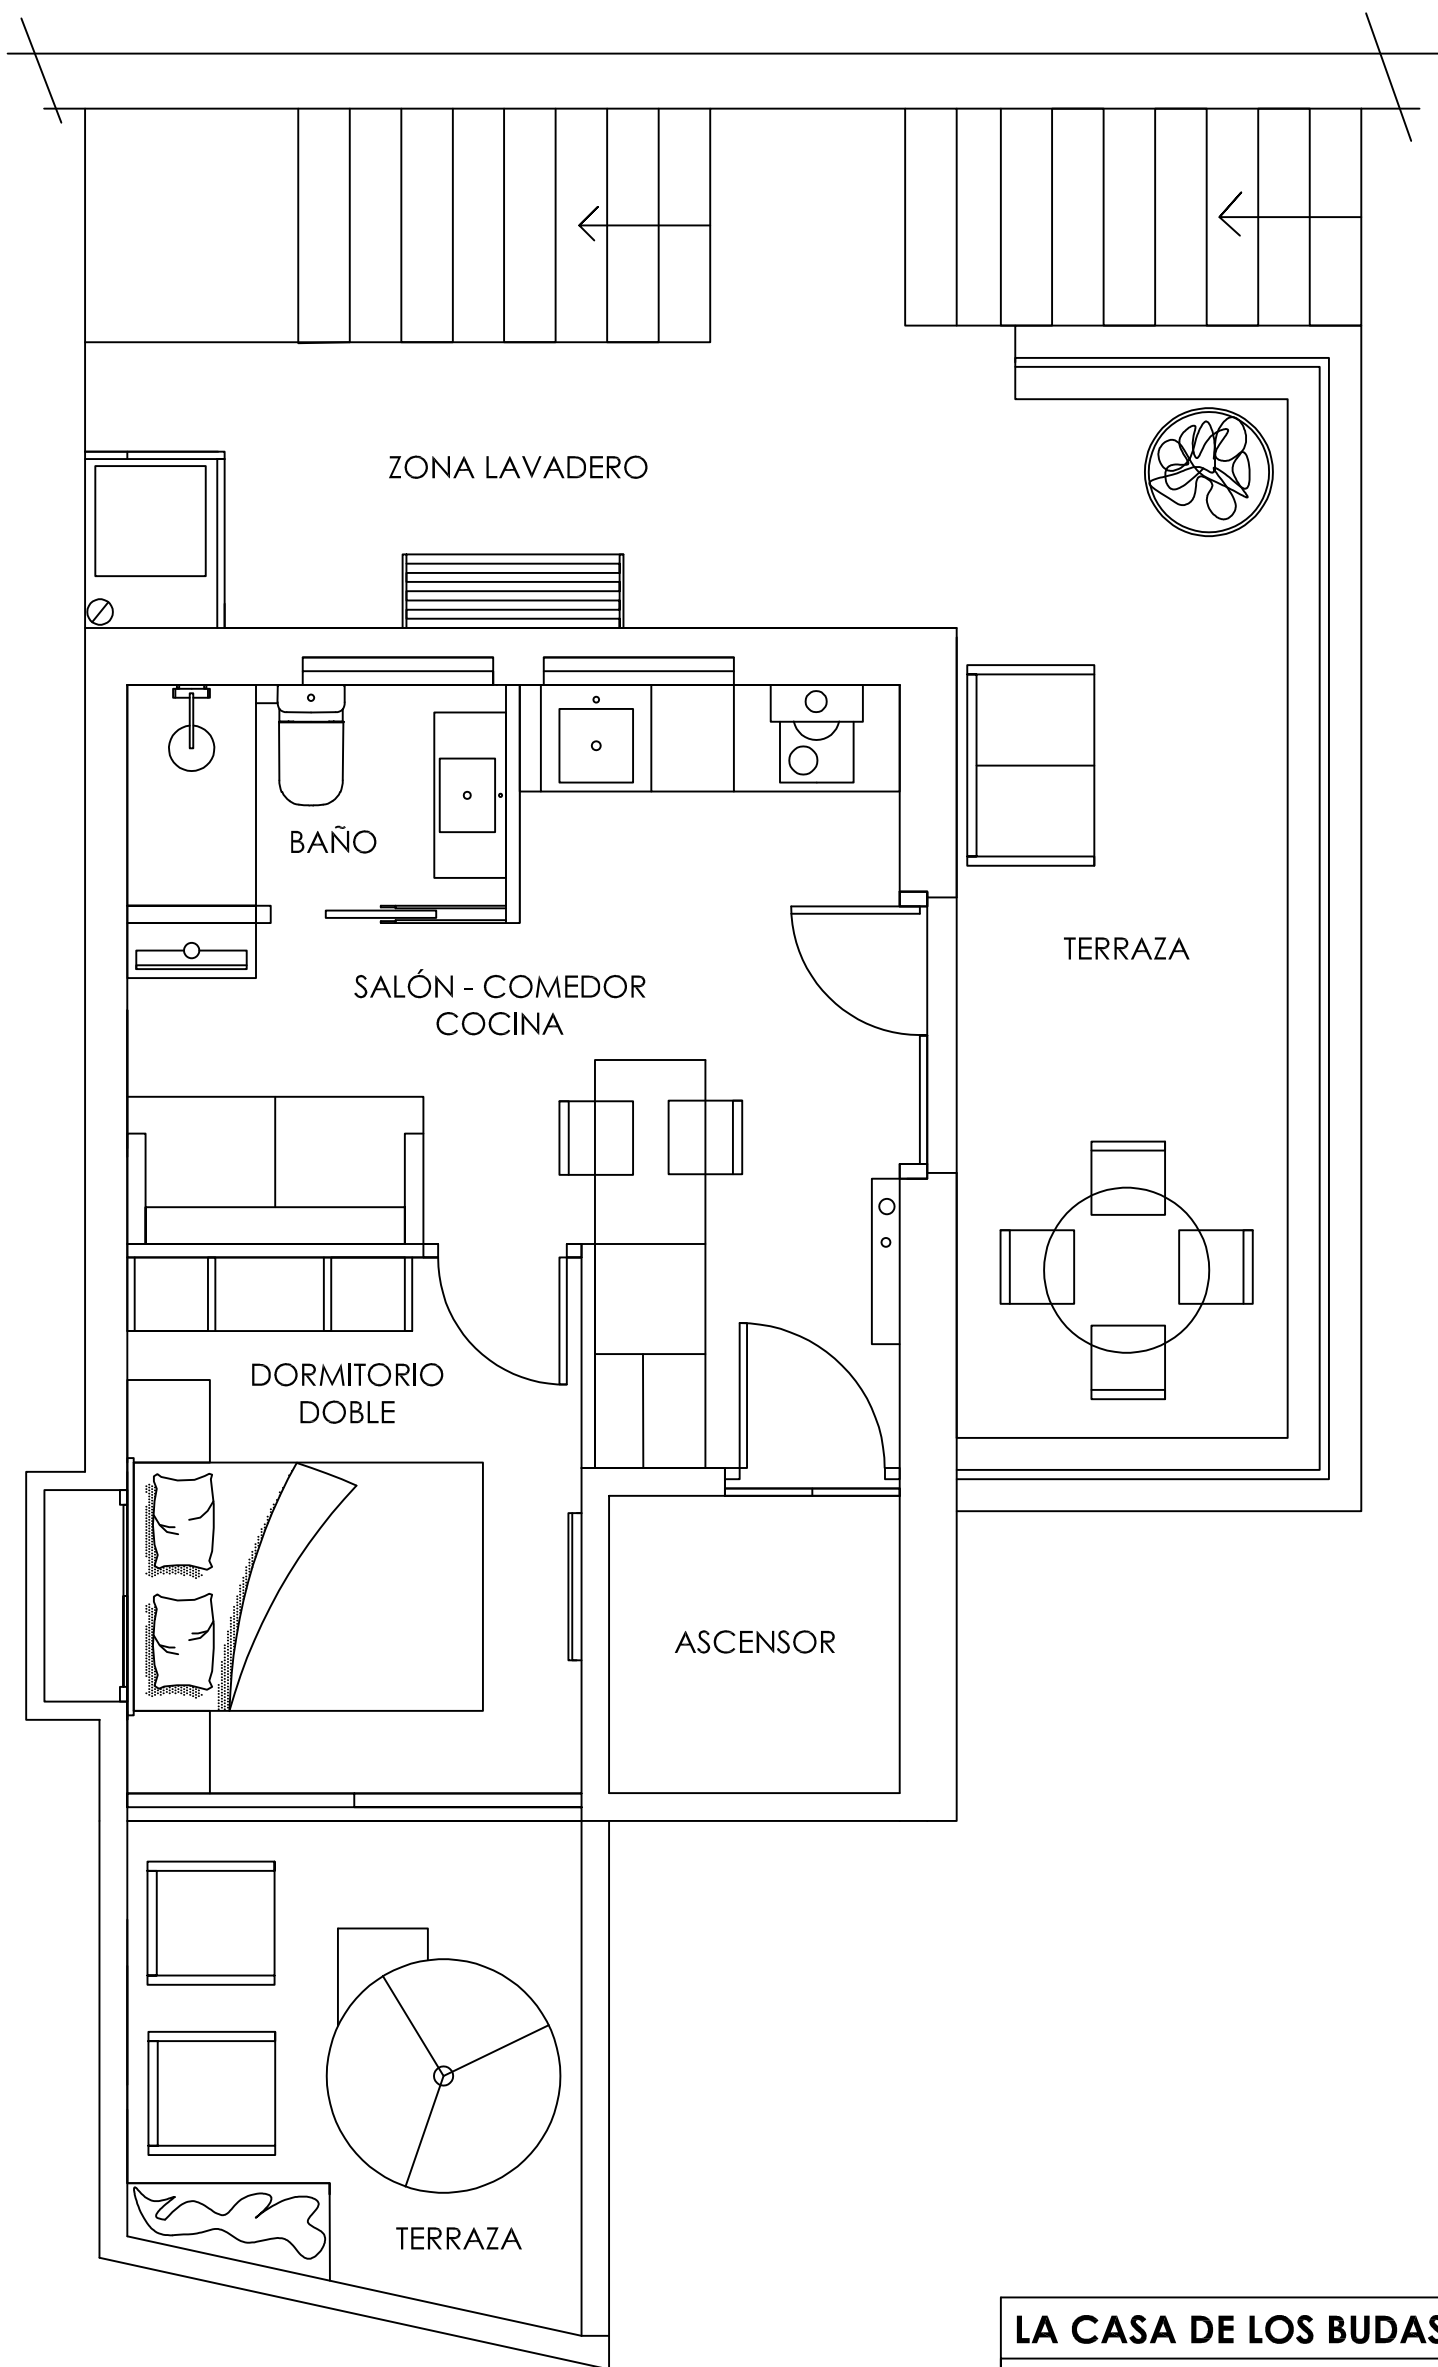 ZONA LAVADERO
BAÑO
TERRAZA
SALÓN - COMEDOR
COCINA
DORMITORIO
DOBLE
ASCENSOR
TERRAZA
LA CASA DE LOS BUDAS